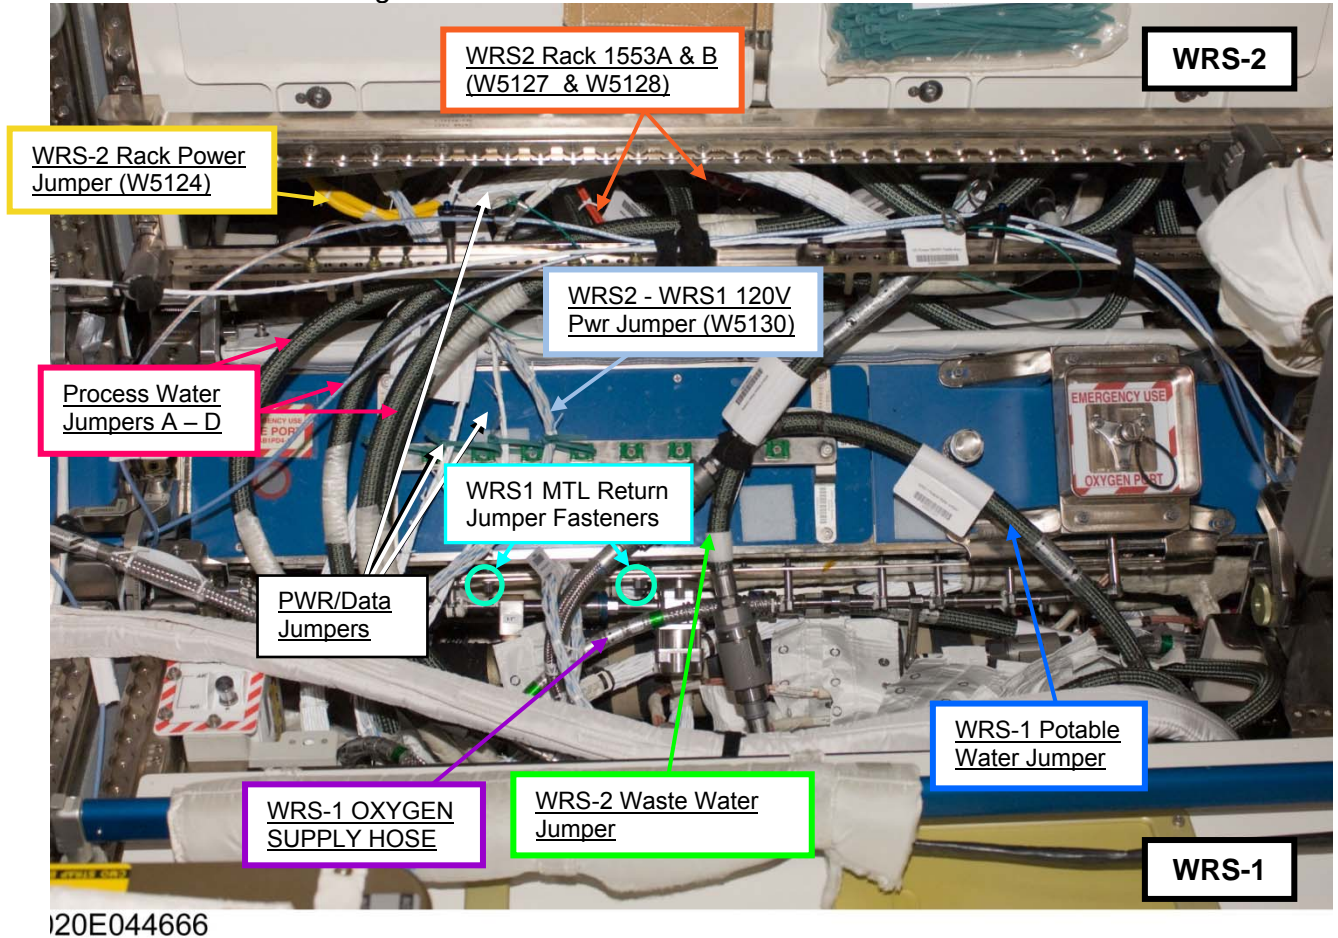 WRS2 Rack 1553A & B
(W5127 & W5128)
WRS-2
WRS-2 Rack Power
Jumper (W5124)
WRS2 - WRS1 120V
Pwr Jumper (W5130)
Process Water
Jumpers A – D
EMERGENCY USE
OXYGEN PORT
WRS1 MTL Return
Jumper Fasteners
PWR/Data
Jumpers
WRS-1 Potable
Water Jumper
WRS-1 OXYGEN
SUPPLY HOSE
WRS-2 Waste Water
Jumper
WRS-1
20E044666